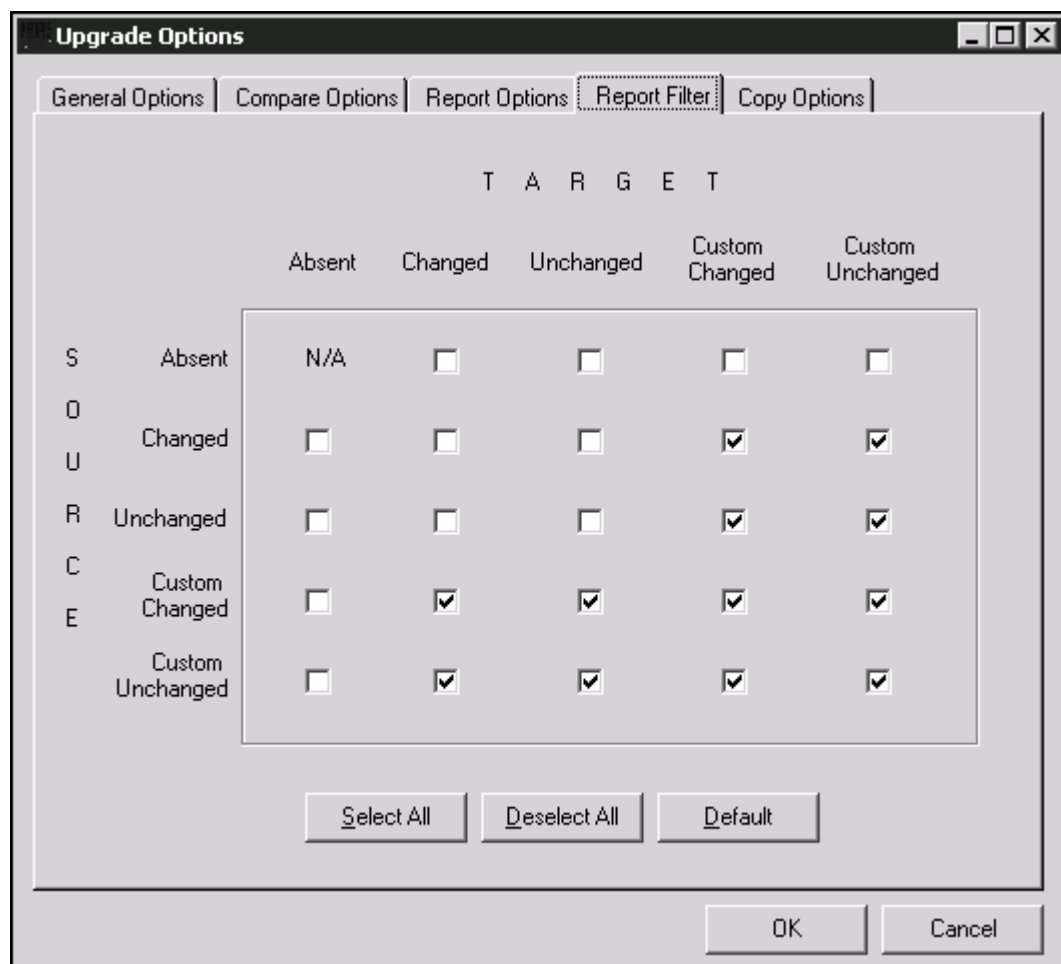 Upgrade Options
General Options
Compare Options
Report Options
Report Filter
Copy Options
T A R G E T
Absent
Changed
Unchanged
Custom
Changed
Custom
Unchanged
S O U R C E
Absent
N/A
Changed
Unchanged
Custom
Changed
Custom
Unchanged
Select All
Deselect All
Default
OK
Cancel